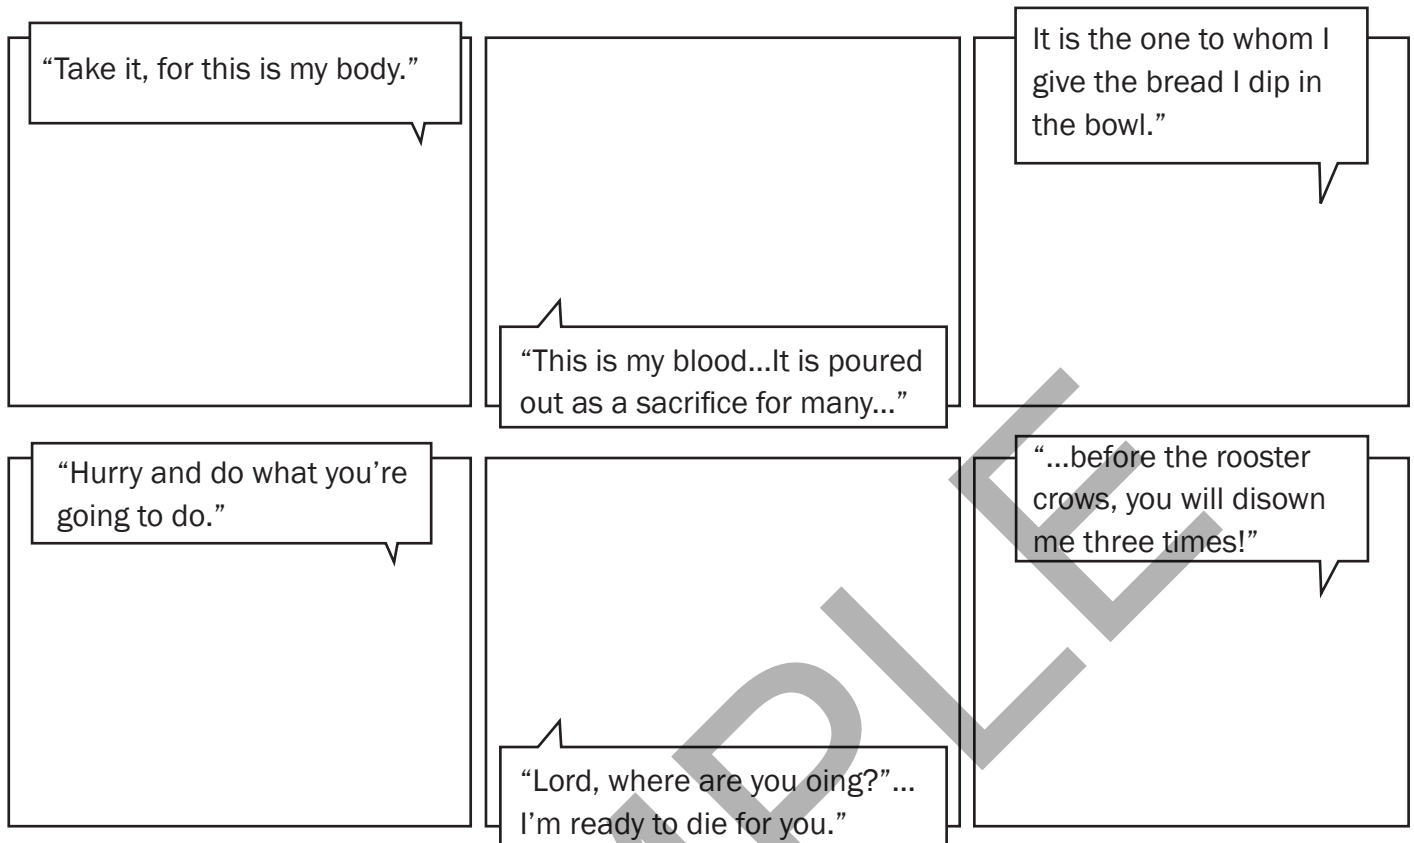 “Take it, for this is my body.”
“This is my blood...It is poured
out as a sacrifice for many...”
It is the one to whom I
give the bread I dip in
the bowl.”
“Hurry and do what you’re
going to do.”
“Lord, where are you oing?”...
I’m ready to die for you.”
“...before the rooster
crows, you will disown
me three times!”